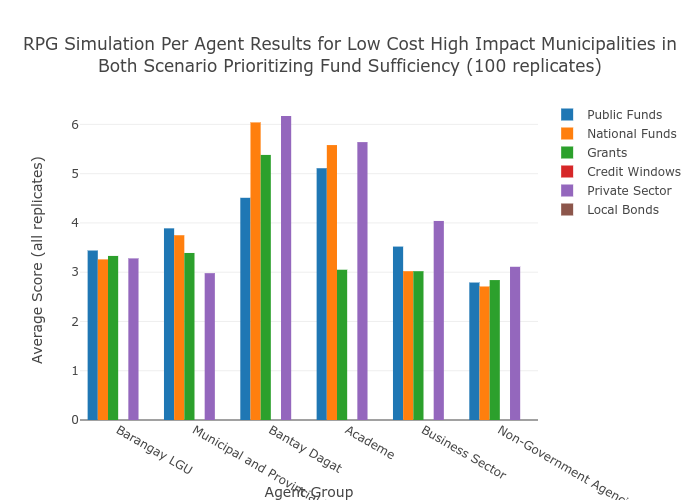 RPG Simulation Per Agent Results for Low Cost High Impact Municipalities in
Both Scenario Prioritizing Fund Sufficiency (100 replicates)
Public Funds
National Funds
Grants
Credit Windows
Private Sector
Local Bonds
Average Score (all replicates)
6
5
4
3
2
1
0
Barangay LGU
Municipal and
Bantay Dagat
Academe
Business Sector
Non-Government
Agent Group